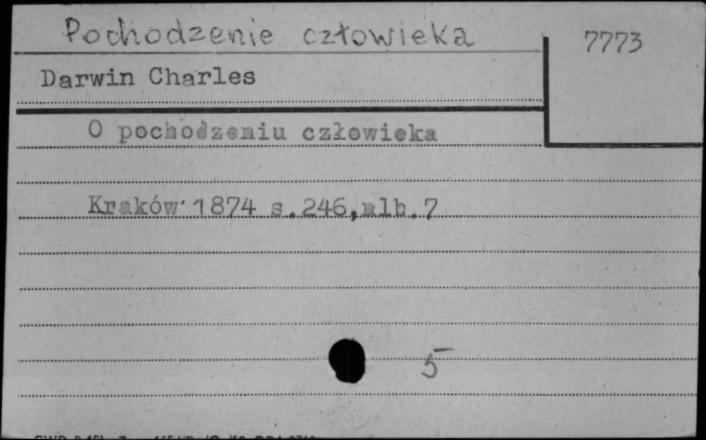 Pochodzenie człowieka
7773
Darwin Charles
O pochodzeniu człowieka
Kraków 1874 s.246,nlb.7
5